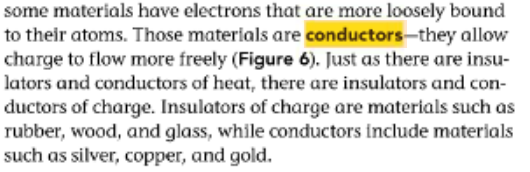 some materials have electrons that are more loosely bound
to their atoms. Those materials are conductors—they allow
charge to flow more freely (Figure 6). Just as there are insu-
lators and conductors of heat, there are insulators and con-
ductors of charge. Insulators of charge are materials such as
rubber, wood, and glass, while conductors include materials
such as silver, copper, and gold.